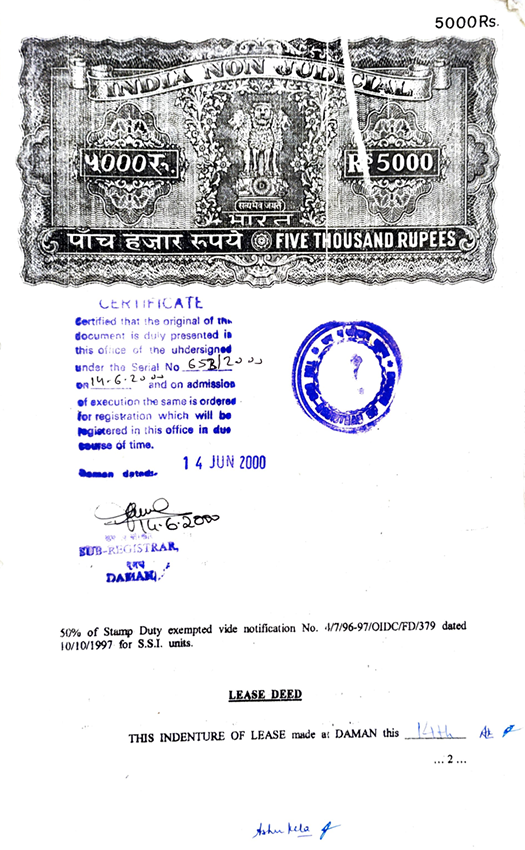 5000Rs.
INDIA NON JUDICIAL
५000रु.
Rs 5000
सत्यमेव जयते
भारत
पाँच हजार रुपये FIVE THOUSAND RUPEES
CERTIFICATE
Certified that the original of the
document is duly presented in
this office of the undersigned
under the Serial No 653/2000
on 14-6-2000 and on admission
of execution the same is ordered
for registration which will be
registered in this office in due
course of time.
Daman dated:
14 JUN 2000
14.6.2000
SUB-REGISTRAR,
दमण
DAMAN.
50% of Stamp Duty exempted vide notification No. 4/7/96-97/OIDC/FD/379 dated
10/10/1997 for S.S.I. units.
LEASE DEED
THIS INDENTURE OF LEASE made at DAMAN this 14th
... 2 ...